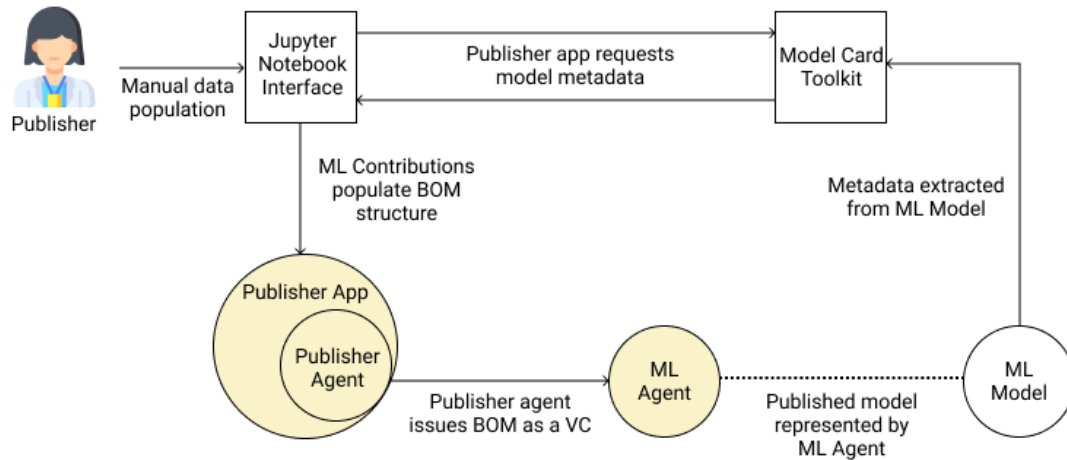 Publisher
Manual data
population
Jupyter
Notebook
Interface
Publisher app requests
model metadata
Model Card
Toolkit
ML Contributions
populate BOM
structure
Metadata extracted
from ML Model
Publisher App
Publisher
Agent
Publisher agent
issues BOM as a VC
ML
Agent
Published model
represented by
ML Agent
ML
Model